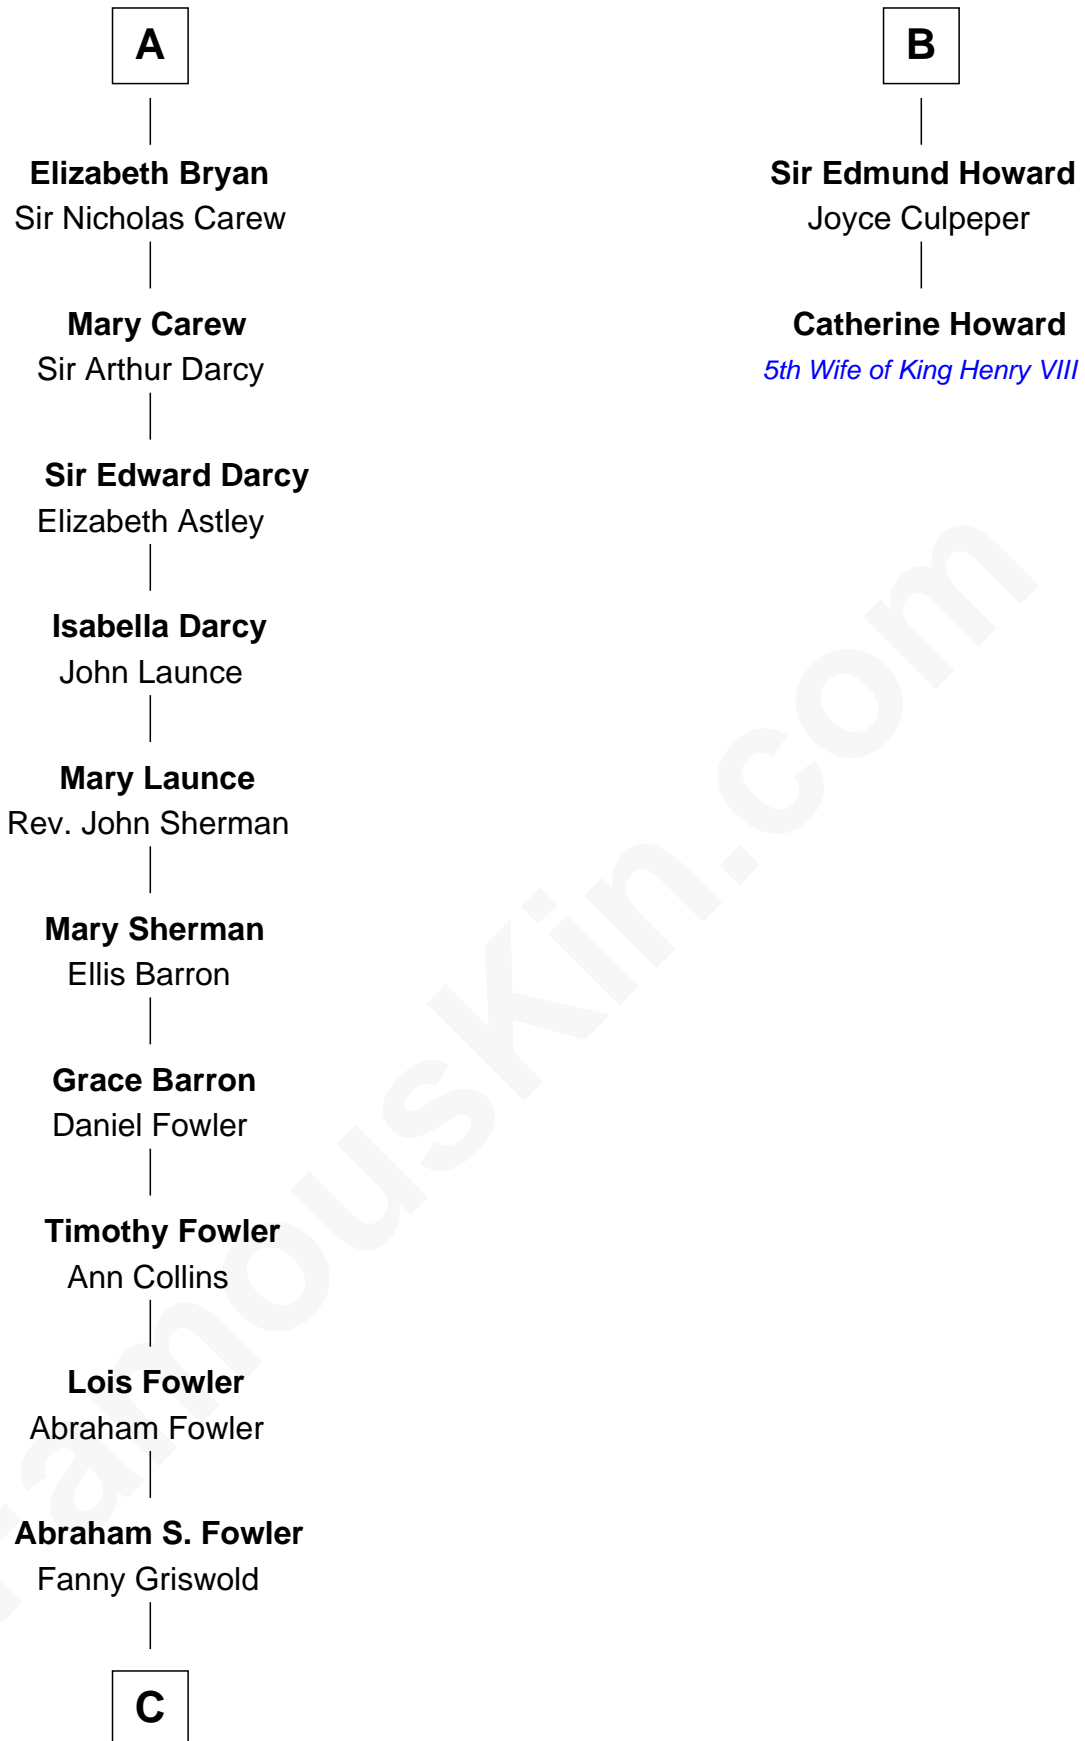 A
Elizabeth Bryan
Sir Nicholas Carew
Mary Carew
Sir Arthur Darcy
Sir Edward Darcy
Elizabeth Astley
Isabella Darcy
John Launce
Mary Launce
Rev. John Sherman
Mary Sherman
Ellis Barron
Grace Barron
Daniel Fowler
Timothy Fowler
Ann Collins
Lois Fowler
Abraham Fowler
Abraham S. Fowler
Fanny Griswold
C
B
Sir Edmund Howard
Joyce Culpeper
Catherine Howard
5th Wife of King Henry VIII
FamousKin.com